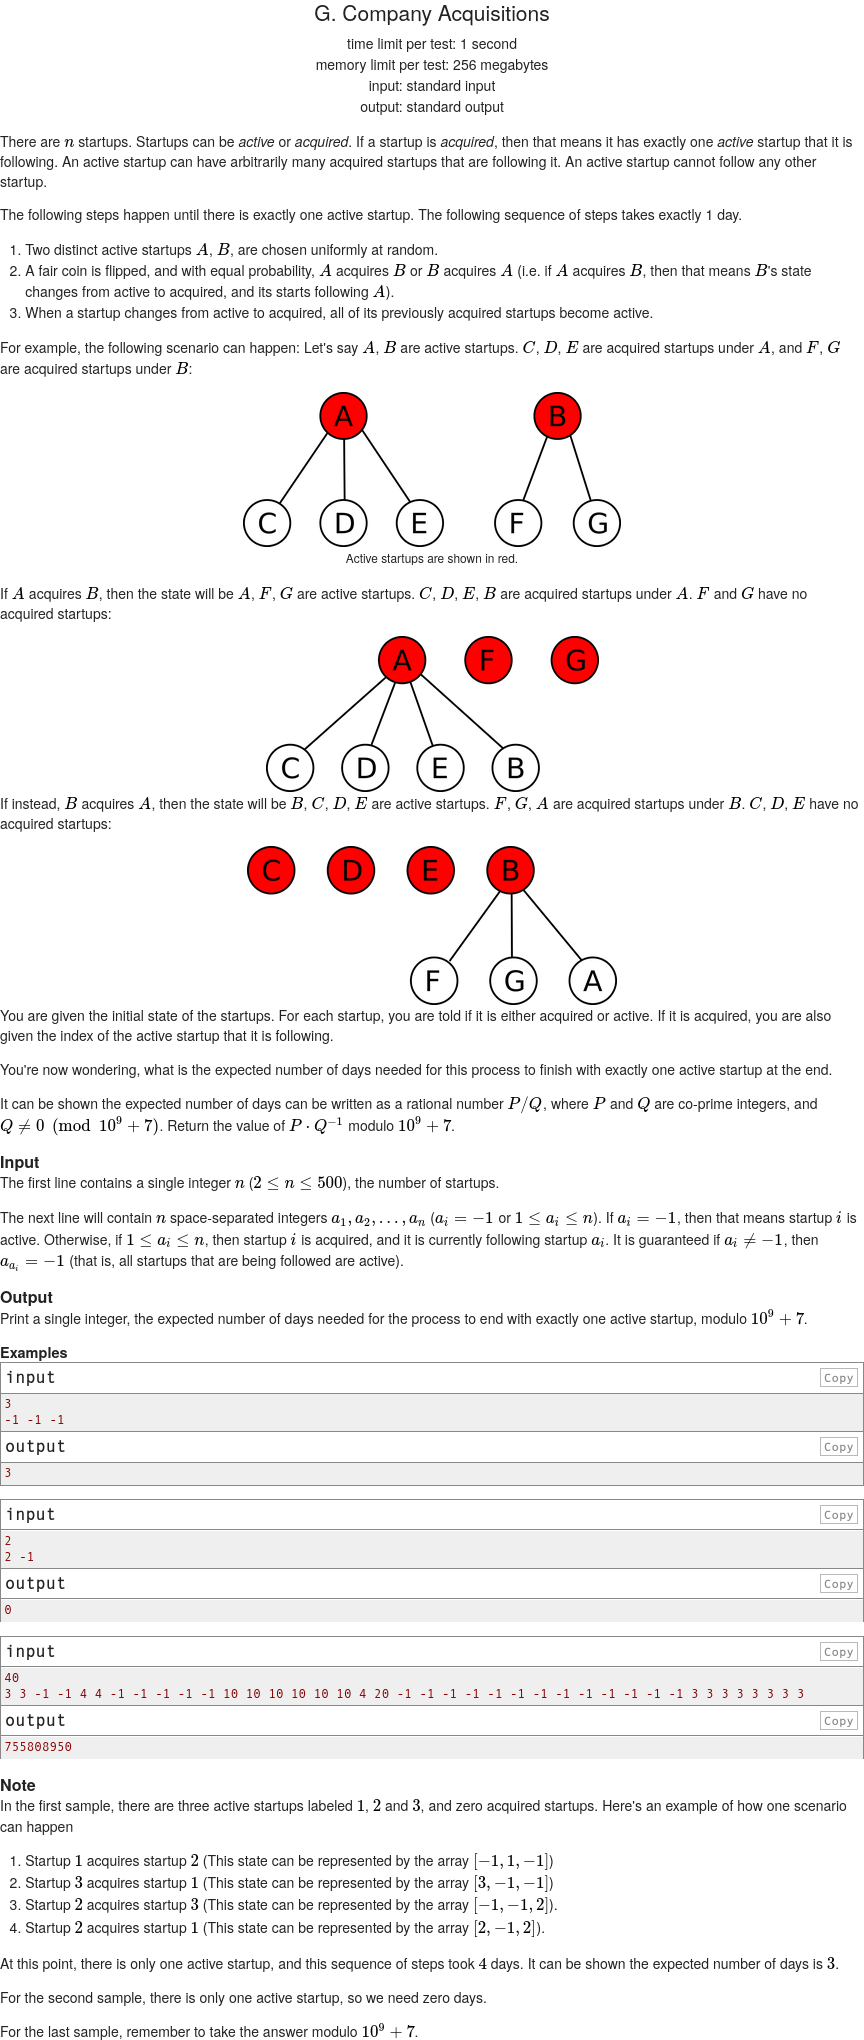 G. Company Acquisitions
time limit per test: 1 second
memory limit per test: 256 megabytes
input: standard input
output: standard output
There are n startups. Startups can be active or acquired. If a startup is acquired, then that means it has exactly one active startup that it is
following. An active startup can have arbitrarily many acquired startups that are following it. An active startup cannot follow any other
startup.
The following steps happen until there is exactly one active startup. The following sequence of steps takes exactly 1 day.
1. Two distinct active startups A, B, are chosen uniformly at random.
2. A fair coin is flipped, and with equal probability, A acquires B or B acquires A (i.e. if A acquires B, then that means B's state
changes from active to acquired, and its starts following A).
3. When a startup changes from active to acquired, all of its previously acquired startups become active.
For example, the following scenario can happen: Let's say A, B are active startups. C, D, E are acquired startups under A, and F, G
are acquired startups under B:
A B
C D E F G
Active startups are shown in red.
If A acquires B, then the state will be A, F, G are active startups. C, D, E, B are acquired startups under A. F and G have no
acquired startups:
A F G
C D E B
If instead, B acquires A, then the state will be B, C, D, E are active startups. F, G, A are acquired startups under B. C, D, E have no
acquired startups:
C D E B
F G A
You are given the initial state of the startups. For each startup, you are told if it is either acquired or active. If it is acquired, you are also
given the index of the active startup that it is following.
You're now wondering, what is the expected number of days needed for this process to finish with exactly one active startup at the end.
It can be shown the expected number of days can be written as a rational number P/Q, where P and Q are co-prime integers, and
Q ≠ 0 (mod 10^9 + 7). Return the value of P · Q^{-1} modulo 10^9 + 7.
Input
The first line contains a single integer n (2 ≤ n ≤ 500), the number of startups.
The next line will contain n space-separated integers a_1, a_2, …, a_n (a_i = −1 or 1 ≤ a_i ≤ n). If a_i = −1, then that means startup i is
active. Otherwise, if 1 ≤ a_i ≤ n, then startup i is acquired, and it is currently following startup a_i. It is guaranteed if a_i ≠ −1, then
a_{a_i} = −1 (that is, all startups that are being followed are active).
Output
Print a single integer, the expected number of days needed for the process to end with exactly one active startup, modulo 10^9 + 7.
Examples
input Copy
3
-1 -1 -1
output Copy
3
input Copy
2
2 -1
output Copy
0
input Copy
40
3 3 -1 -1 4 4 -1 -1 -1 -1 -1 10 10 10 10 10 10 4 20 -1 -1 -1 -1 -1 -1 -1 -1 -1 -1 -1 -1 -1 3 3 3 3 3 3 3 3
output Copy
755808950
Note
In the first sample, there are three active startups labeled 1, 2 and 3, and zero acquired startups. Here's an example of how one scenario
can happen
1. Startup 1 acquires startup 2 (This state can be represented by the array [−1, 1, −1])
2. Startup 3 acquires startup 1 (This state can be represented by the array [3, −1, −1])
3. Startup 2 acquires startup 3 (This state can be represented by the array [−1, −1, 2]).
4. Startup 2 acquires startup 1 (This state can be represented by the array [2, −1, 2]).
At this point, there is only one active startup, and this sequence of steps took 4 days. It can be shown the expected number of days is 3.
For the second sample, there is only one active startup, so we need zero days.
For the last sample, remember to take the answer modulo 10^9 + 7.